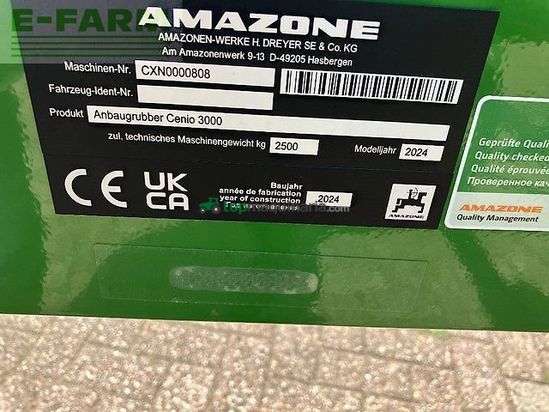 E-FARM
AMAZONE
AMAZONEN-WERKE H. DREYER SE & Co. KG
Am Amazonenwerk 9-13 D-49205 Hasbergen
Maschinen-Nr. CXN0000808
Fahrzeug-Ident-Nr.
Produkt Anbaugrubber Cenio 3000
zul. technisches Maschinengewicht kg 2500 Modelljahr 2024
CE UK CA
Baujahr
année de fabrication
year of construction
2024
AMAZONE
Geprüfte Qual
Quality checked
Qualité éprouvée
Проверенное кач
AMAZONE
Quality Management